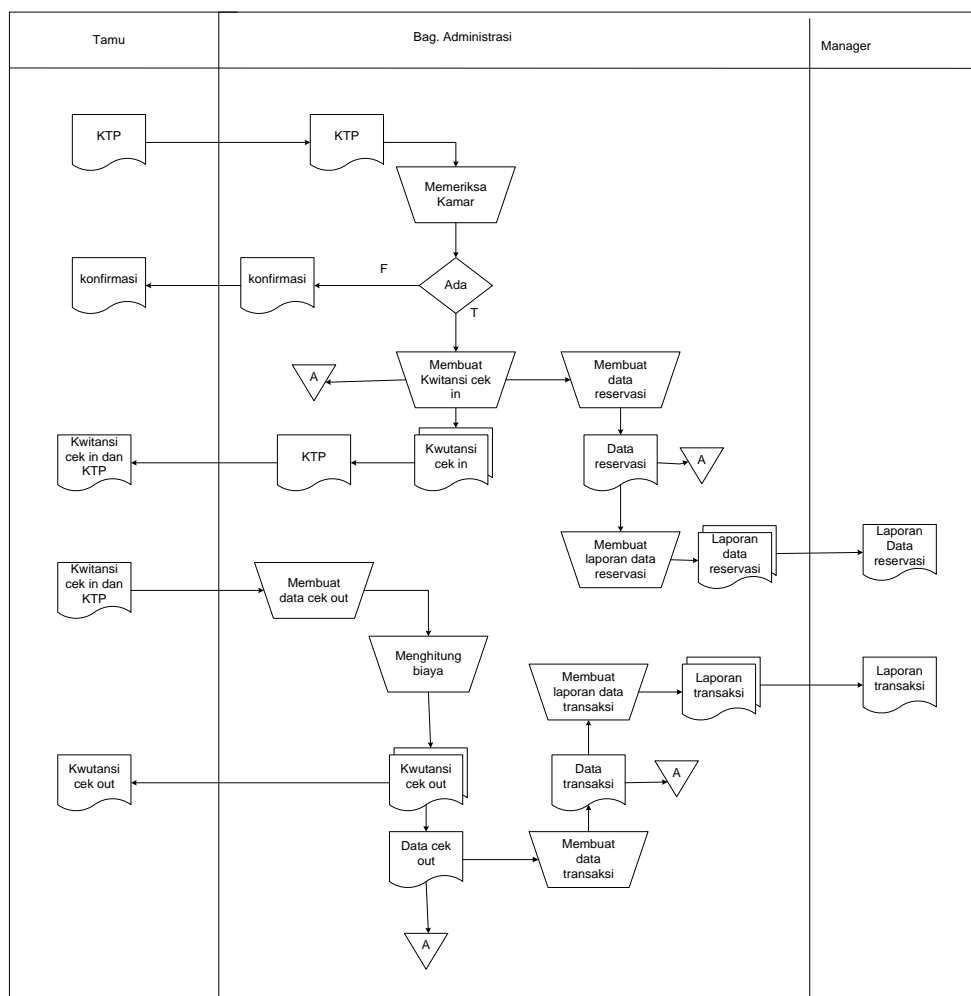 Tamu
Bag. Administrasi
Manager
KTP
KTP
Memeriksa
Kamar
konfirmasi
konfirmasi
F
Ada
T
A
Membuat
Kwitansi cek
in
Membuat
data
reservasi
Kwitansi
cek in dan
KTP
KTP
Kwutansi
cek in
Data
reservasi
A
Membuat
laporan data
reservasi
Laporan
data
reservasi
Laporan
Data
reservasi
Kwitansi
cek in dan
KTP
Membuat
data cek out
Menghitung
biaya
Membuat
laporan data
transaksi
Laporan
transaksi
Laporan
transaksi
Kwutansi
cek out
Kwutansi
cek out
Data
transaksi
A
Data cek
out
Membuat
data
transaksi
A